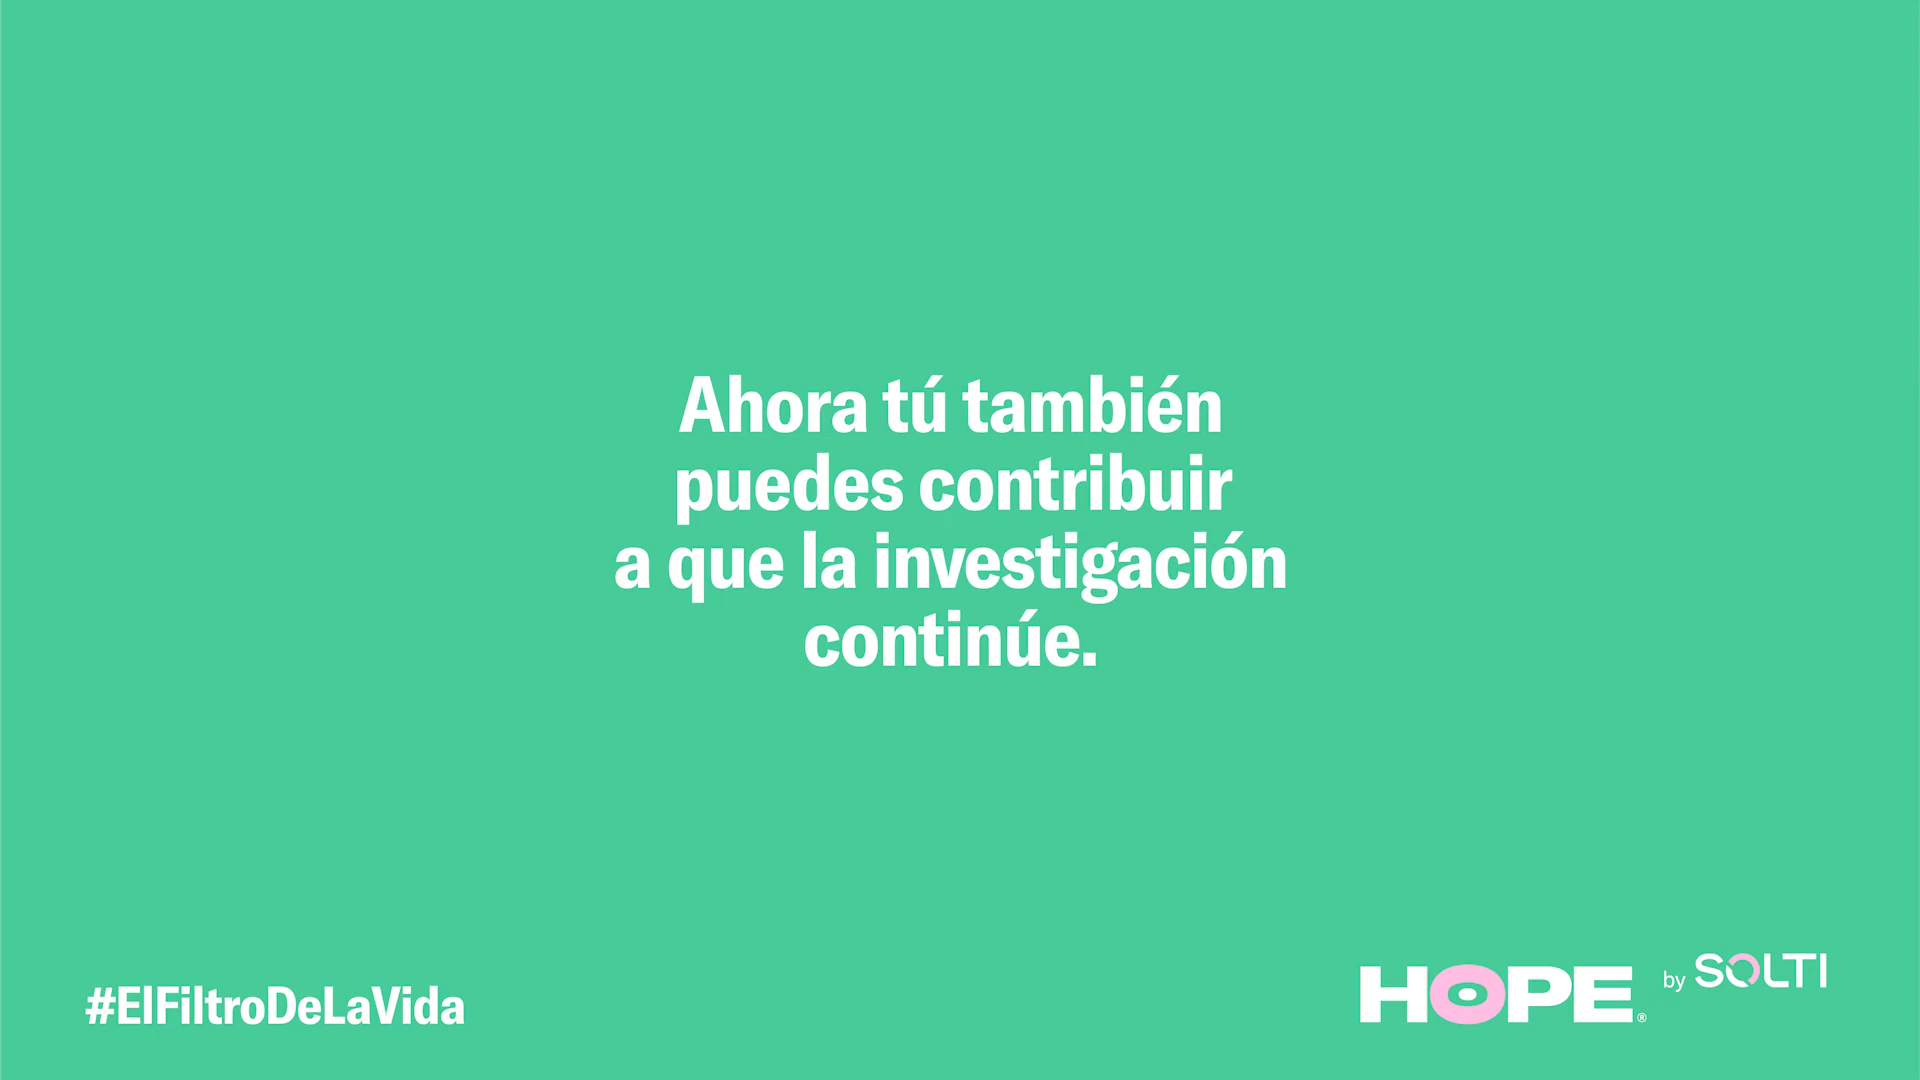 Ahora tú también
puedes contribuir
a que la investigación
continúe.
#ElFiltroDeLaVida
HOPE® by SOLTI